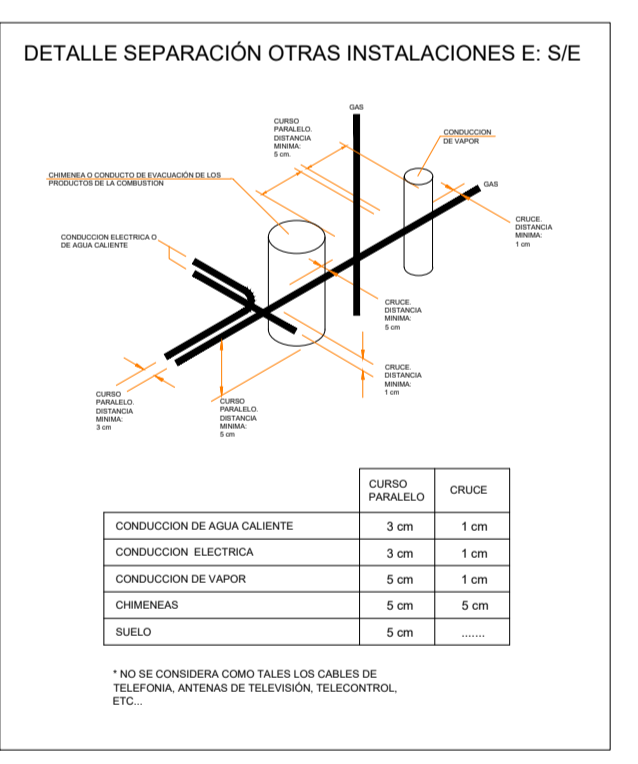 DETALLE SEPARACIÓN OTRAS INSTALACIONES E: S/E
GAS
CURSO
PARALELO.
DISTANCIA
MINIMA:
5 cm.
CONDUCCION
DE VAPOR
CHIMENEA O CONDUCTO DE EVACUACIÓN DE LOS
PRODUCTOS DE LA COMBUSTION
GAS
CRUCE.
DISTANCIA
MINIMA:
1 cm
CONDUCCION ELECTRICA O
DE AGUA CALIENTE
CRUCE.
DISTANCIA
MINIMA:
5 cm
CRUCE.
DISTANCIA
MINIMA:
1 cm
CURSO
PARALELO.
DISTANCIA
MINIMA:
3 cm
CURSO
PARALELO.
DISTANCIA
MINIMA:
5 cm
CURSO
PARALELO
CRUCE
CONDUCCION DE AGUA CALIENTE 3 cm 1 cm
CONDUCCION ELECTRICA 3 cm 1 cm
CONDUCCION DE VAPOR 5 cm 1 cm
CHIMENEAS 5 cm 5 cm
SUELO 5 cm .......
* NO SE CONSIDERA COMO TALES LOS CABLES DE
TELEFONIA, ANTENAS DE TELEVISIÓN, TELECONTROL,
ETC...